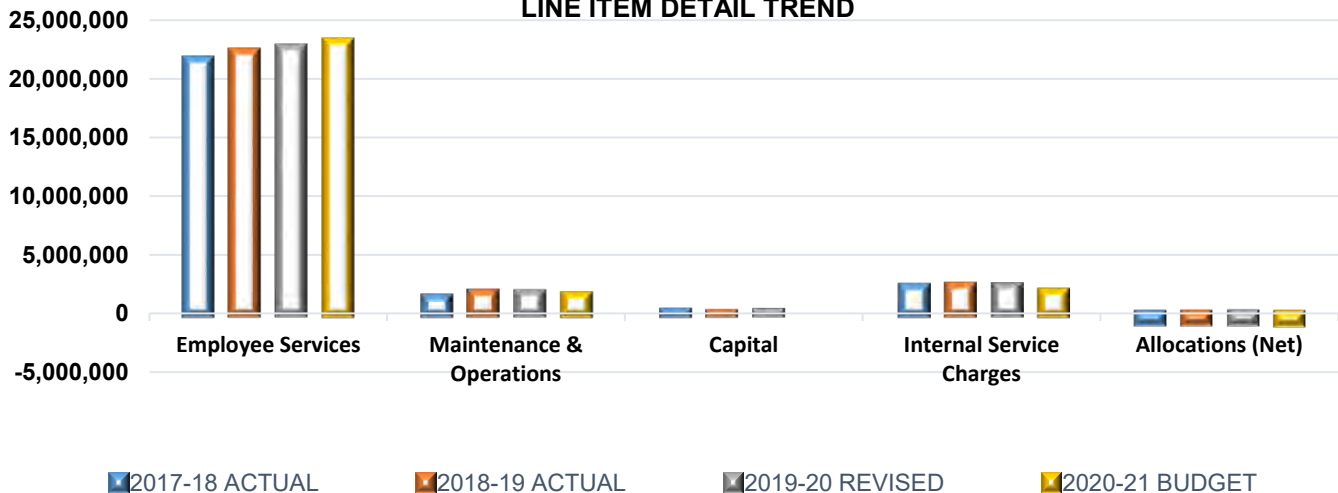 LINE ITEM DETAIL TREND
25,000,000
20,000,000
15,000,000
10,000,000
5,000,000
0
-5,000,000
Employee Services
Maintenance &
Operations
Capital
Internal Service
Charges
Allocations (Net)
2017-18 ACTUAL
2018-19 ACTUAL
2019-20 REVISED
2020-21 BUDGET